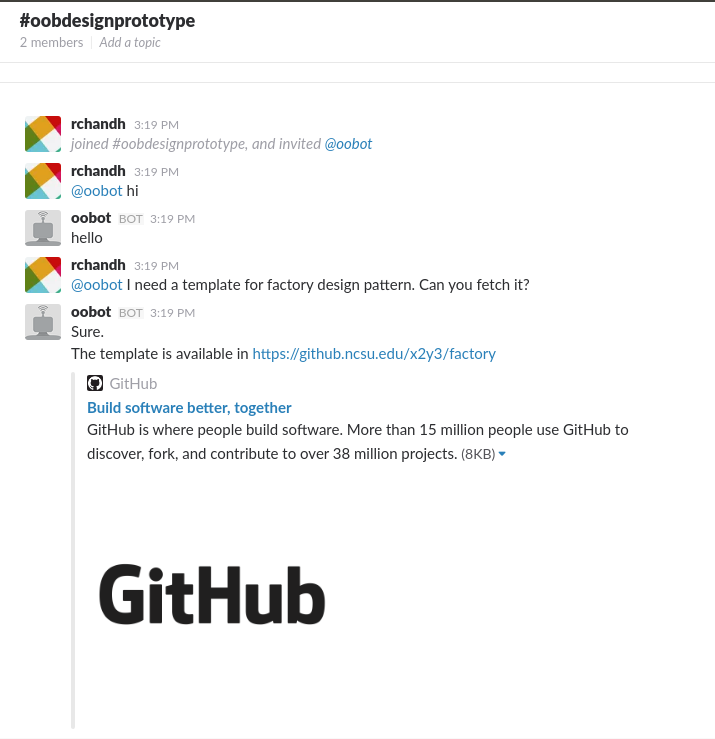 #oobdesignprototype
2 members | Add a topic
rchandh 3:19 PM
joined #oobdesignprototype, and invited @oobot
rchandh 3:19 PM
@oobot hi
oobot BOT 3:19 PM
hello
rchandh 3:19 PM
@oobot I need a template for factory design pattern. Can you fetch it?
oobot BOT 3:19 PM
Sure.
The template is available in https://github.ncsu.edu/x2y3/factory
GitHub
Build software better, together
GitHub is where people build software. More than 15 million people use GitHub to
discover, fork, and contribute to over 38 million projects. (8KB)
GitHub